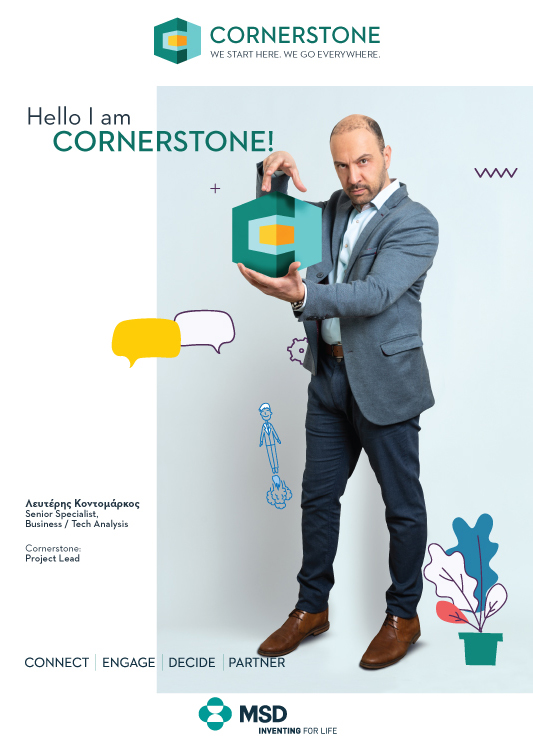 CORNERSTONE
WE START HERE. WE GO EVERYWHERE.
Hello I am
CORNERSTONE!
Λευτέρης Κοντομάρκος
Senior Specialist,
Business / Tech Analysis
Cornerstone:
Project Lead
CONNECT | ENGAGE | DECIDE | PARTNER
MSD
INVENTING FOR LIFE